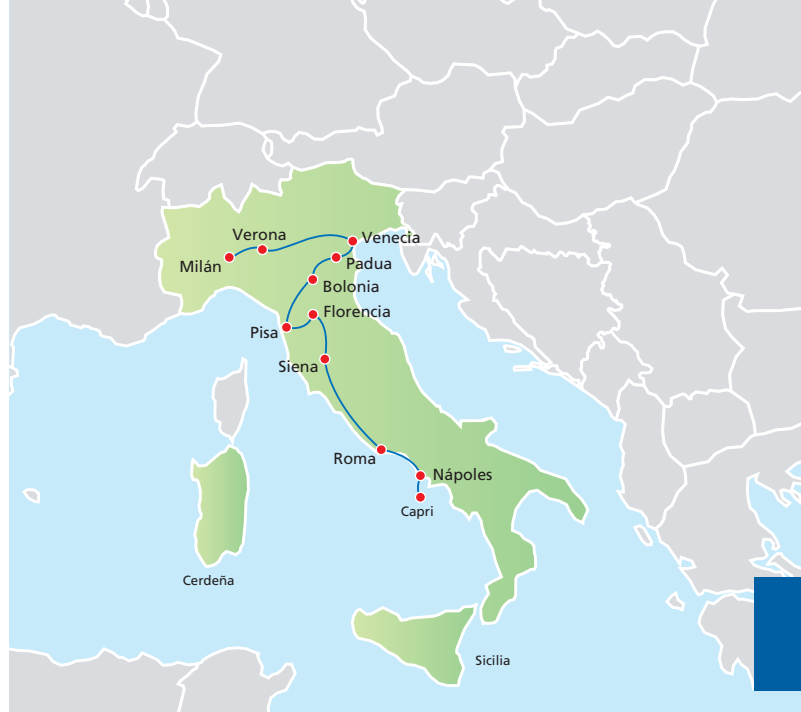 Verona
Venecia
Milán
Padua
Bolonia
Florencia
Pisa
Siena
Roma
Nápoles
Capri
Cerdeña
Sicilia